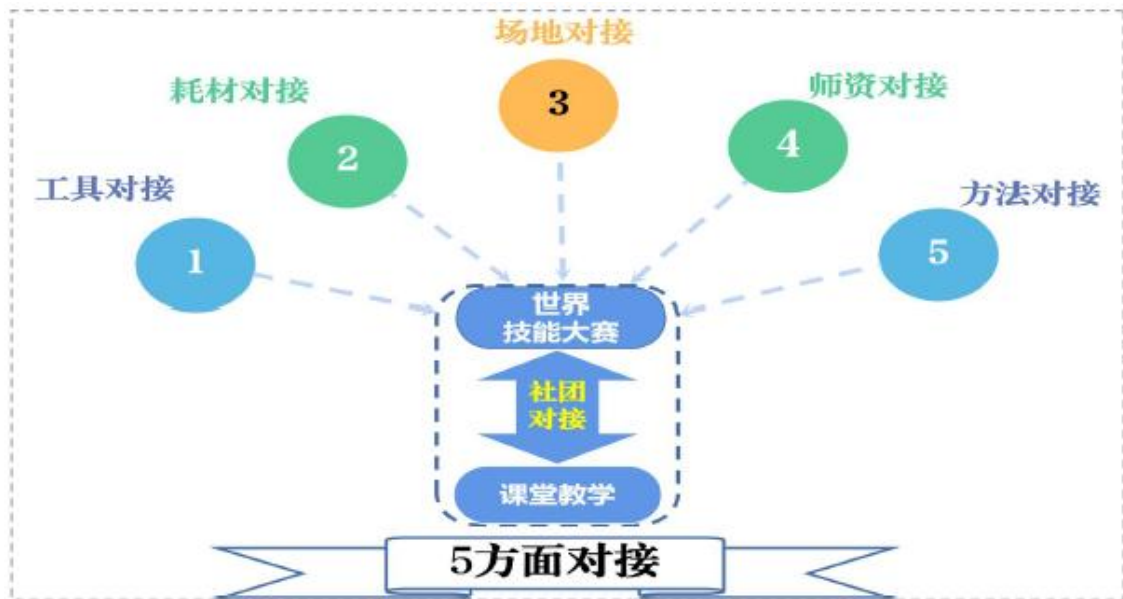 场地对接
3
耗材对接
2
师资对接
4
工具对接
1
方法对接
5
世界
技能大赛
社团
对接
课堂教学
5方面对接